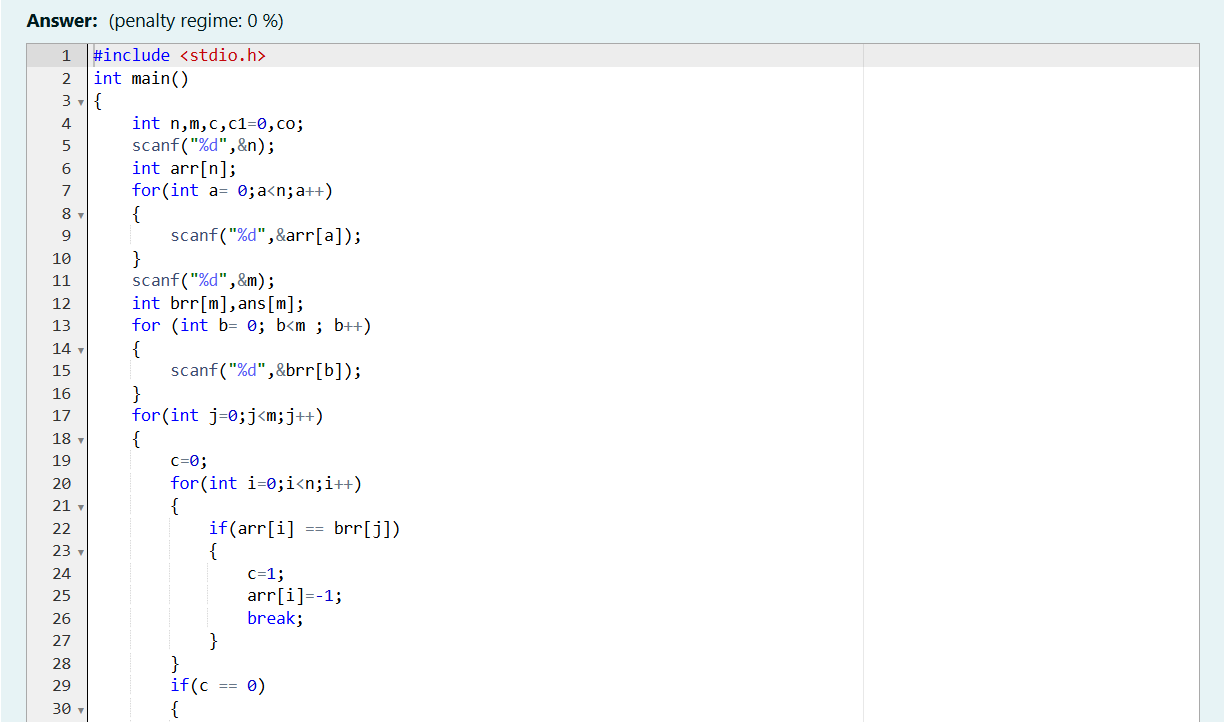 Answer: (penalty regime: 0 %)
1 #include <stdio.h>
2 int main()
3 {
4     int n,m,c,c1=0,co;
5     scanf("%d",&n);
6     int arr[n];
7     for(int a= 0;a<n;a++)
8     {
9         scanf("%d",&arr[a]);
10     }
11     scanf("%d",&m);
12     int brr[m],ans[m];
13     for (int b= 0; b<m ; b++)
14     {
15         scanf("%d",&brr[b]);
16     }
17     for(int j=0;j<m;j++)
18     {
19         c=0;
20         for(int i=0;i<n;i++)
21         {
22             if(arr[i] == brr[j])
23             {
24                 c=1;
25                 arr[i]=-1;
26                 break;
27             }
28         }
29         if(c == 0)
30         {